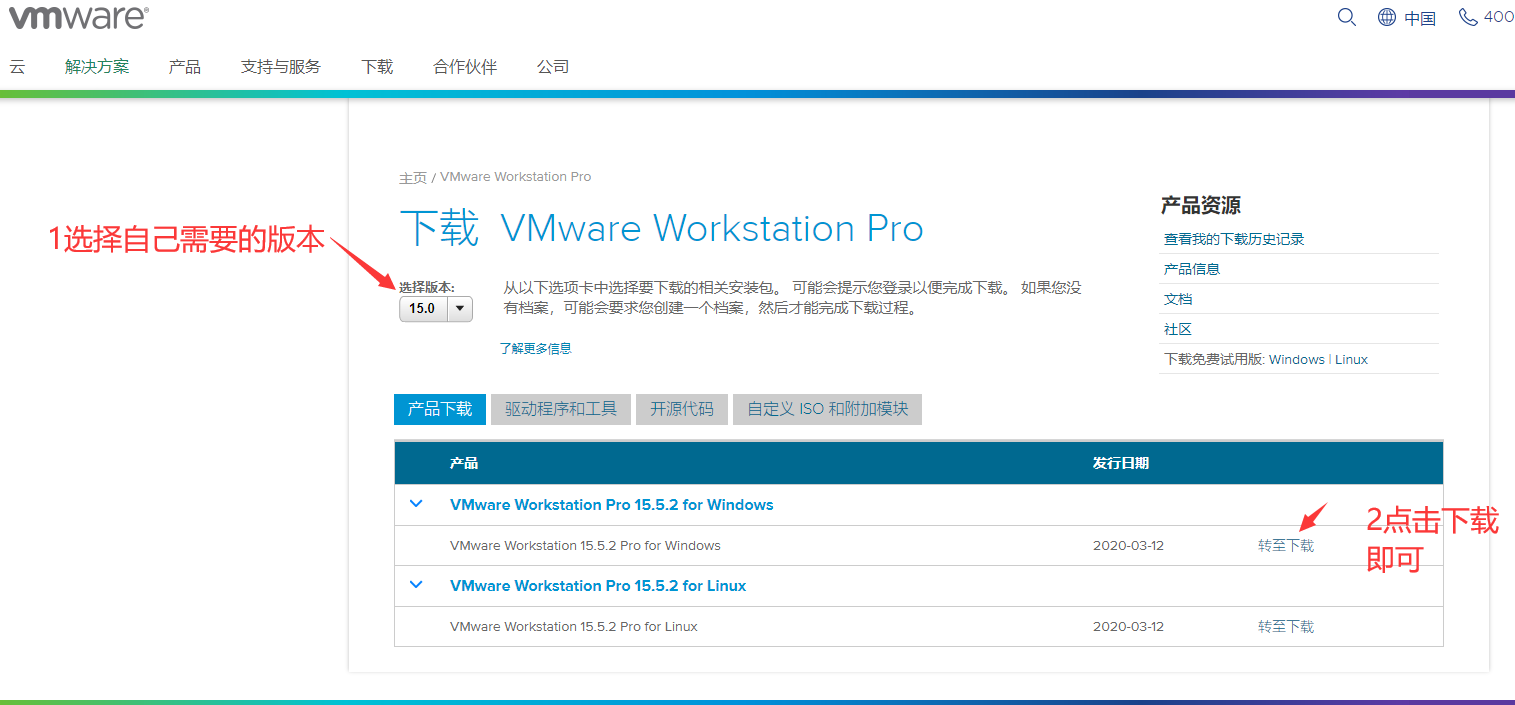 vmware®
中国
400
云 解决方案 产品 支持与服务 下载 合作伙伴 公司
主页 / VMware Workstation Pro
下载 VMware Workstation Pro
1选择自己需要的版本
选择版本:
15.0
从以下选项卡中选择要下载的相关安装包。 可能会提示您登录以便完成下载。 如果您没
有档案，可能会要求您创建一个档案，然后才能完成下载过程。
了解更多信息
产品资源
查看我的下载历史记录
产品信息
文档
社区
下载免费试用版: Windows | Linux
产品下载 驱动程序和工具 开源代码 自定义 ISO 和附加模块
产品 发行日期
VMware Workstation Pro 15.5.2 for Windows
VMware Workstation 15.5.2 Pro for Windows 2020-03-12 转至下载
2点击下载
即可
VMware Workstation Pro 15.5.2 for Linux
VMware Workstation 15.5.2 Pro for Linux 2020-03-12 转至下载